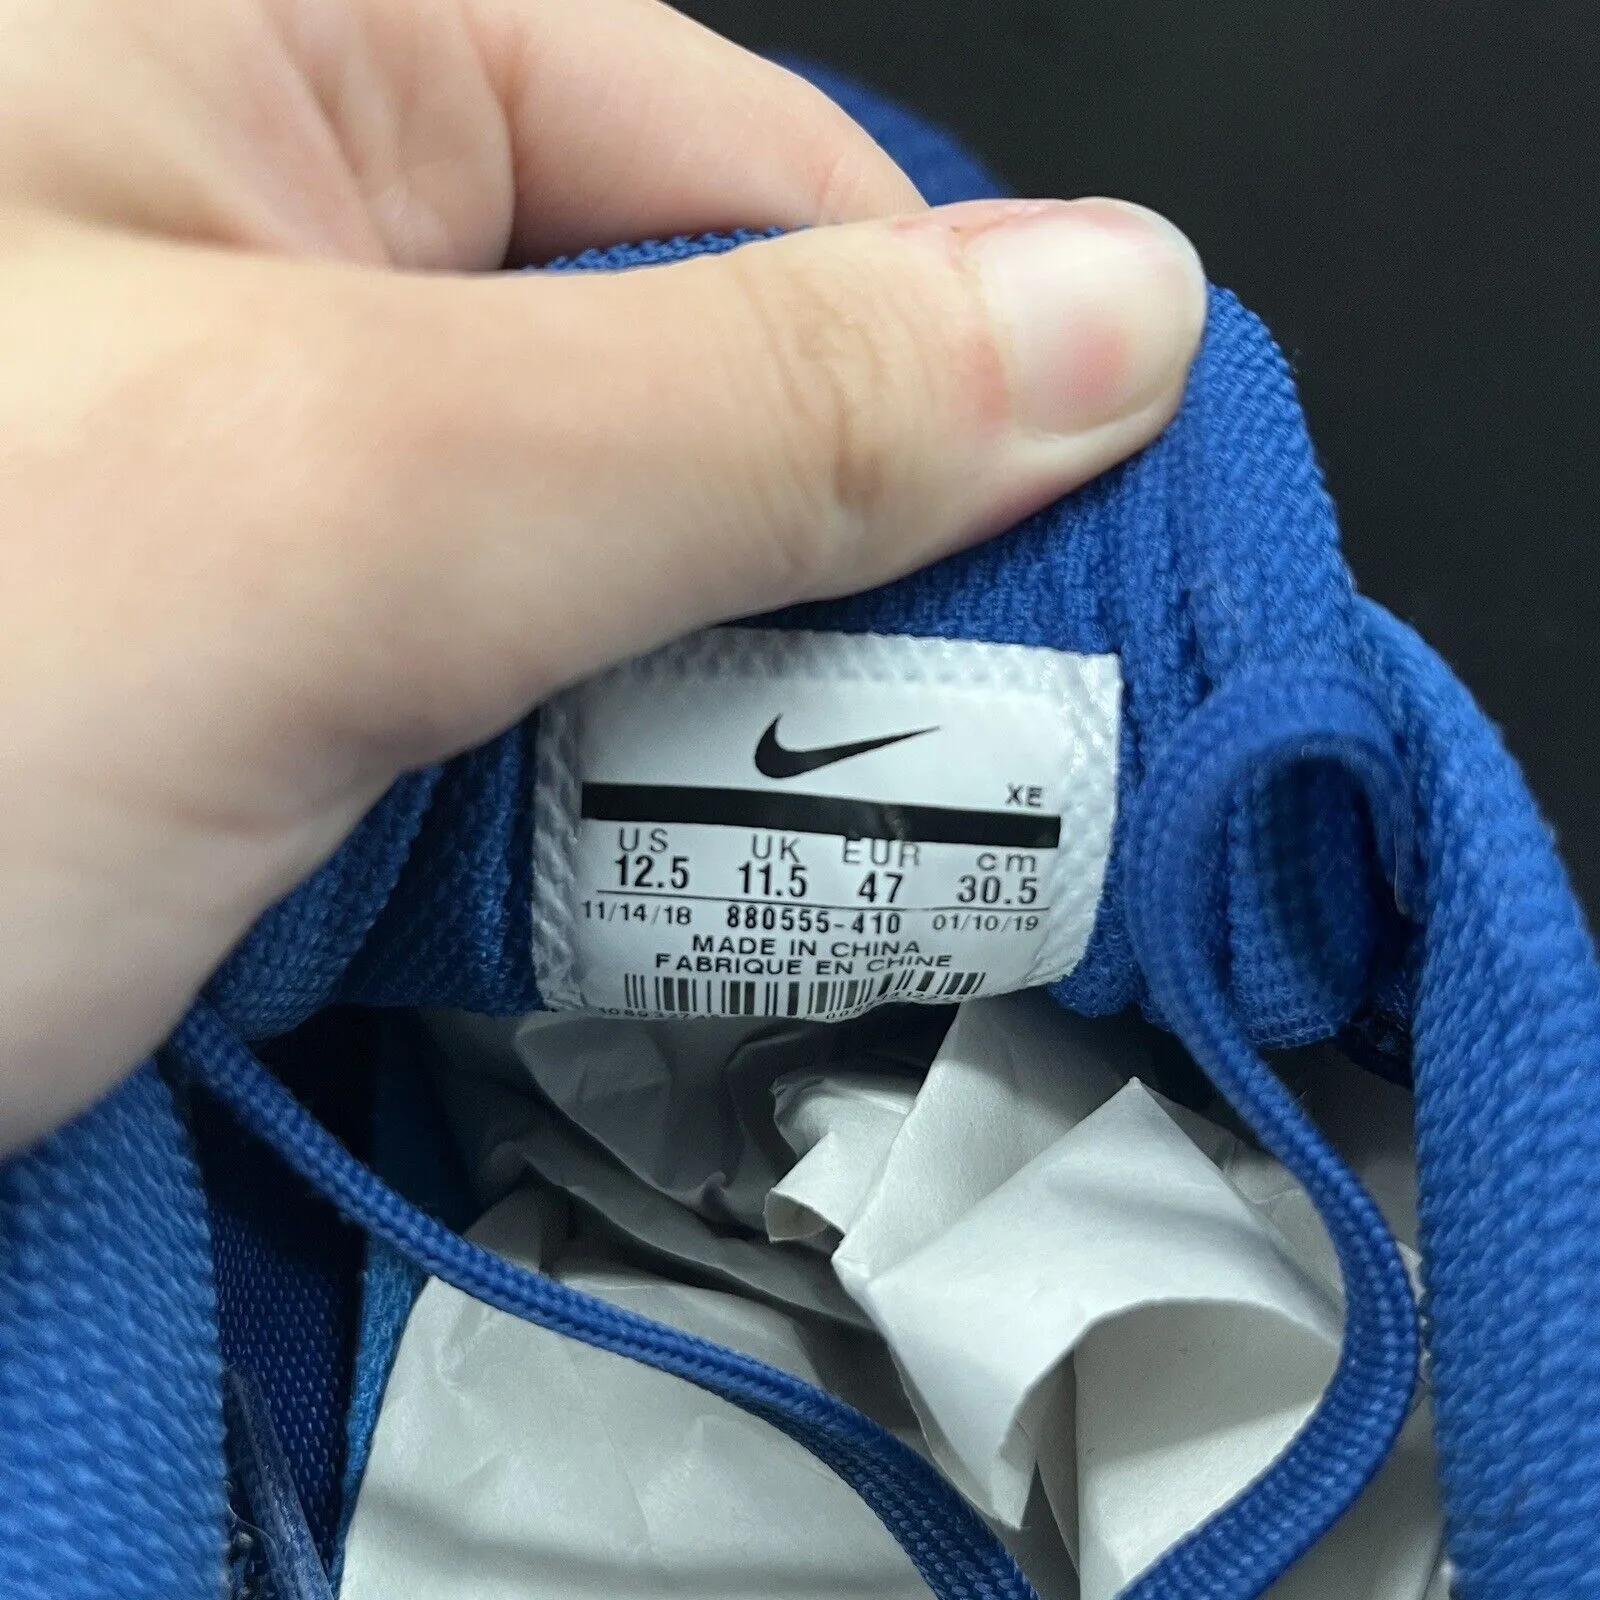 XE
US UK EUR cm
12.5 11.5 47 30.5
11/14/18 880555-410 01/10/19
MADE IN CHINA
FABRIQUE EN CHINE